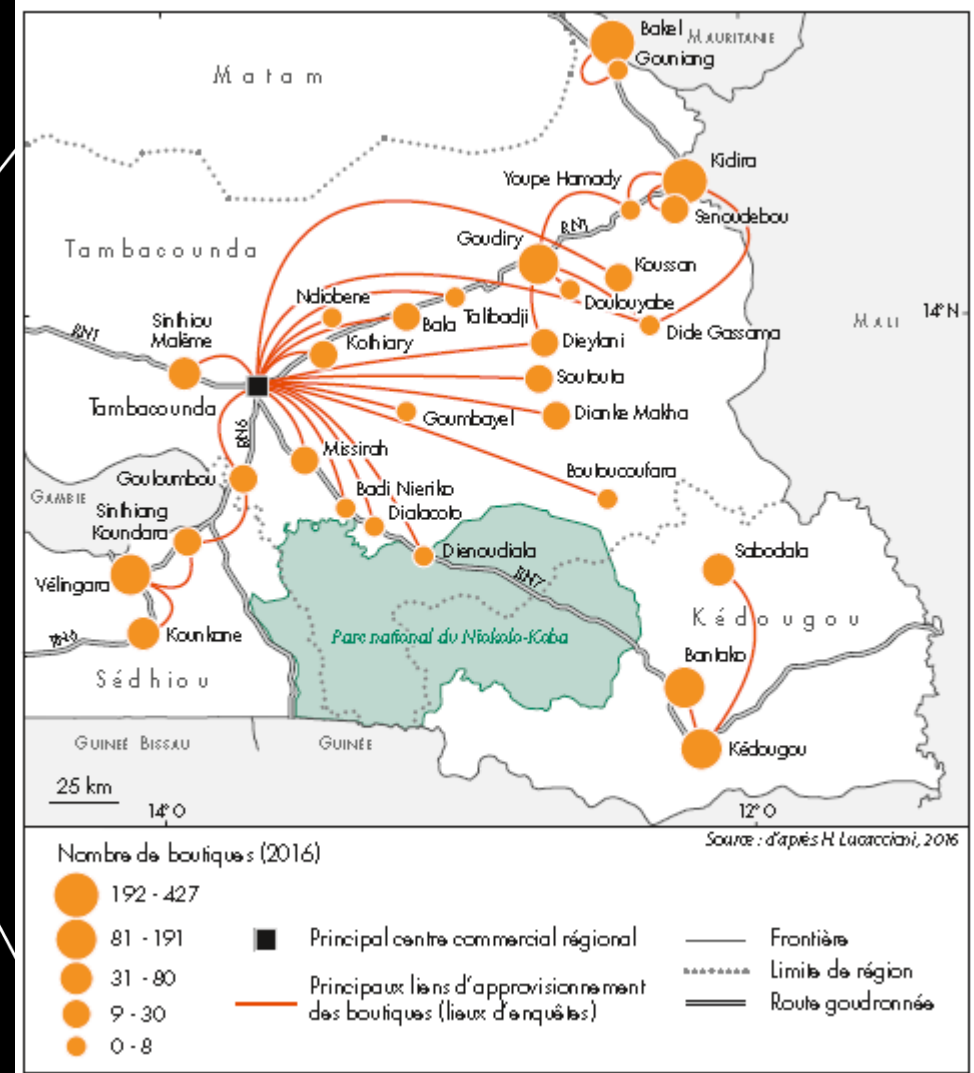 Bakel
MAURITANIE
Gouniang
Matam
Kidira
Youpe Hamady
Senoudebou
RN1
Goudiry
Tambacounda
Koussan
Ndiobene
Doulouyabe
Talibadji
Bala
Dide Gassama
14°N
MALI
RN1
Sinthiou
Malème
Kothiary
Dieylani
Soutouta
Tambacounda
Goumbayel
Dianke Makha
RN6
Missirah
Bouloucoufara
Gouloumbou
Badi Nieriko
GAMBIE
Dialacoto
Sinthiang
Koundara
Dienoudiala
Sabodala
Vélingara
RN7
Kédougou
Kounkane
Parc national du Niokolo-Koba
Bantako
Sédhiou
GUINEÉ BISSAU
GUINÉE
Kédougou
25 km
14°O
12°O
Source : d'après H. Lucacciani, 2016
Nombre de boutiques (2016)
192 - 427
81 - 191
31 - 80
9 - 30
0 - 8
Principal centre commercial régional
Principaux liens d'approvisionnement
des boutiques (lieux d'enquêtes)
Frontière
Limite de région
Route goudronnée